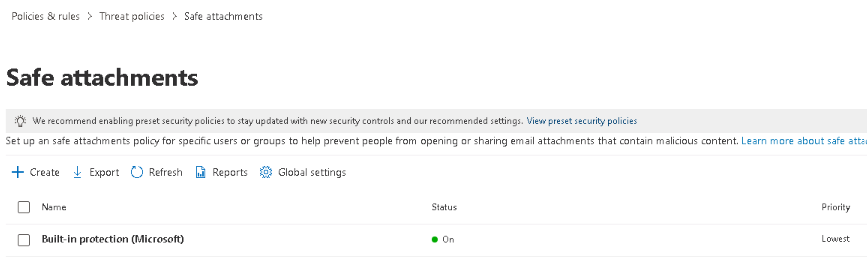 Policies & rules > Threat policies > Safe attachments
Safe attachments
We recommend enabling preset security policies to stay updated with new security controls and our recommended settings. View preset security policies
Set up an safe attachments policy for specific users or groups to help prevent people from opening or sharing email attachments that contain malicious content. Learn more about safe atta
Create Export Refresh Reports Global settings
Name Status Priority
Built-in protection (Microsoft) On Lowest